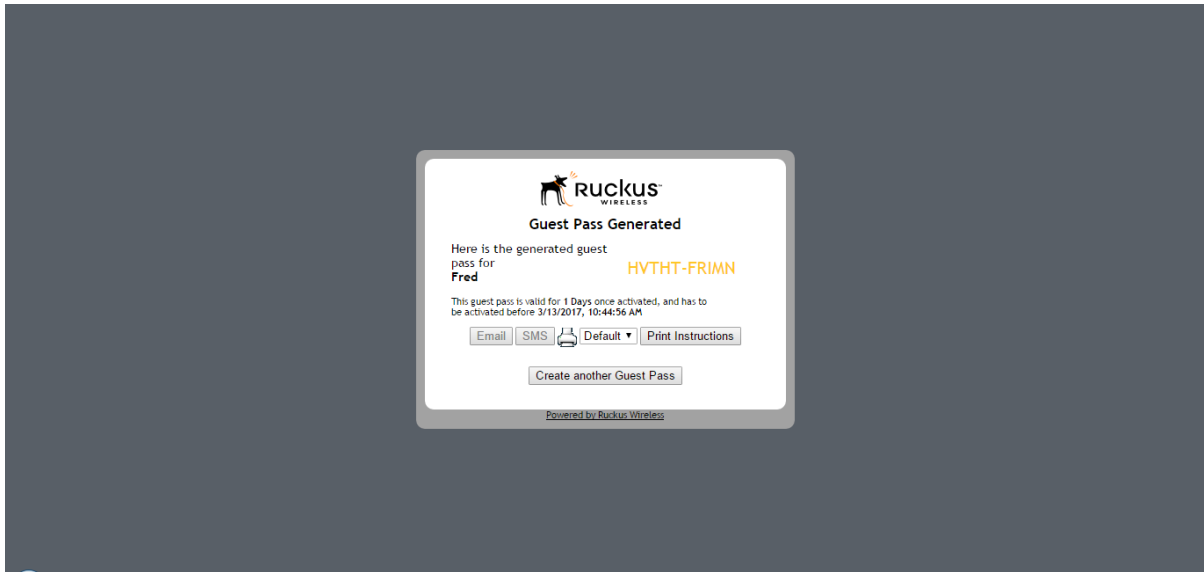 Ruckus™
WIRELESS
Guest Pass Generated
Here is the generated guest
pass for
Fred
HVTHT-FRIMN
This guest pass is valid for 1 Days once activated, and has to
be activated before 3/13/2017, 10:44:56 AM
Email SMS Default Print Instructions
Create another Guest Pass
Powered by Ruckus Wireless